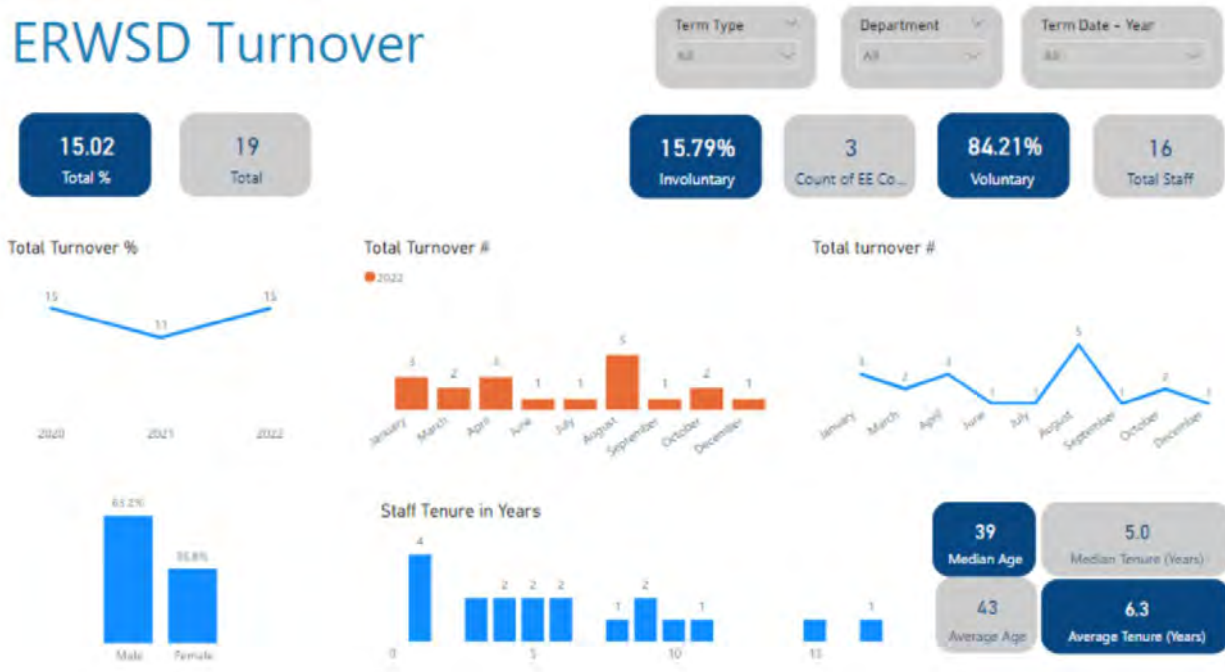 ERWSD Turnover
Term Type
All
Department
All
Term Date - Year
All
15.02
Total %
19
Total
15.79%
Involuntary
3
Count of EE Co...
84.21%
Voluntary
16
Total Staff
Total Turnover %
15
11
15
2020
2021
2022
Total Turnover #
2022
3
2
3
1
1
5
1
2
1
January
March
April
June
July
August
September
October
December
Total turnover #
3
2
3
1
1
5
1
2
1
January
March
April
June
July
August
September
October
December
63.2%
36.8%
Male
Female
Staff Tenure in Years
4
2
2
2
1
2
1
1
0
5
10
15
39
Median Age
5.0
Median Tenure (Years)
43
Average Age
6.3
Average Tenure (Years)